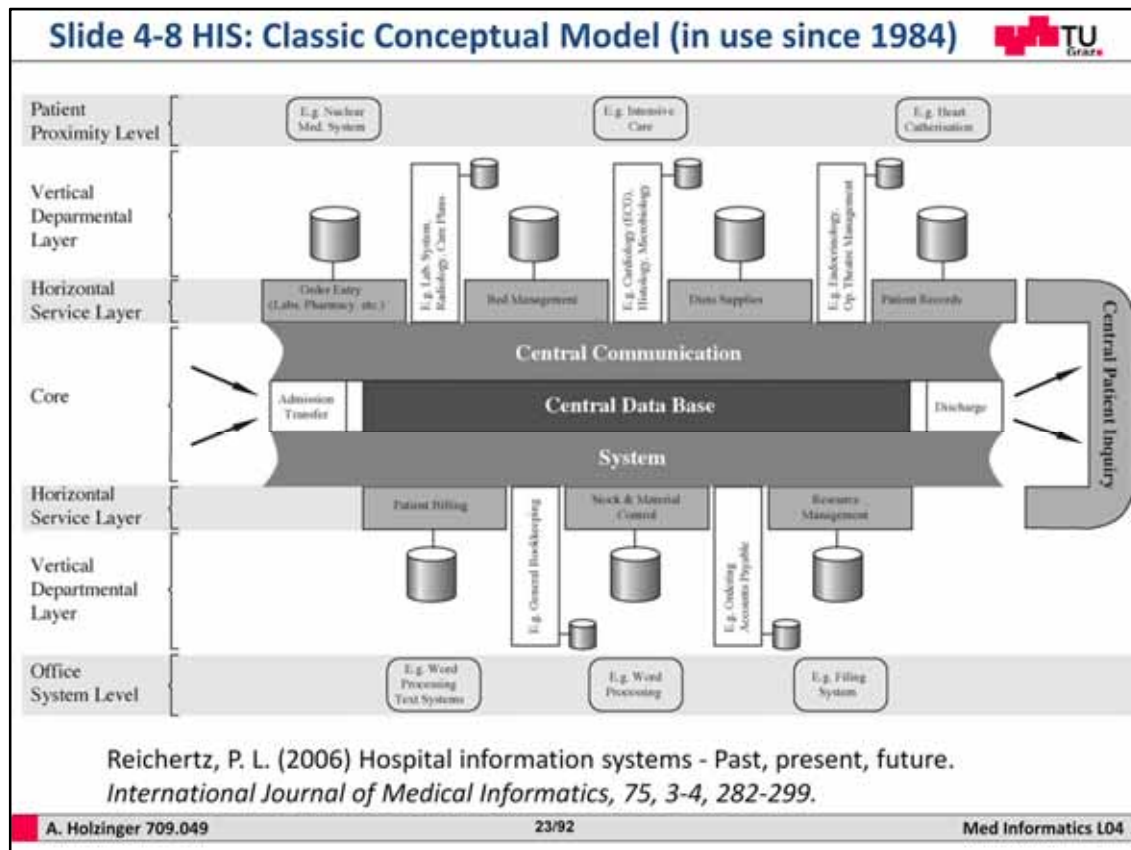 Slide 4-8 HIS: Classic Conceptual Model (in use since 1984)
TU
Graz
Patient
Proximity Level
E.g. Nuclear
Med. System
E.g. Intensive
Care
E.g. Heart
Catherisation
Vertical
Deparmental
Layer
E.g. Lab. System,
Radiology, Care Plans
E.g. Cardiology (ECG),
Histology, Microbiology
E.g. Endocrinology,
Op. Theatre Management
Horizontal
Service Layer
Order Entry
(Labs, Pharmacy, etc.)
Bed Management
Supplies
Patient Records
Central Patient Inquiry
Core
Central Communication
Admission
Transfer
Central Data Base
Discharge
System
Horizontal
Service Layer
Patient Billing
Stock & Material
Control
Resource
Management
Vertical
Departmental
Layer
E.g. General Bookkeeping
E.g. Ordering
Accounts Payable
Office
System Level
E.g. Word
Processing
Text Systems
E.g. Word
Processing
E.g. Filing
System
Reichertz, P. L. (2006) Hospital information systems - Past, present, future.
International Journal of Medical Informatics, 75, 3-4, 282-299.
A. Holzinger 709.049
23/92
Med Informatics L04